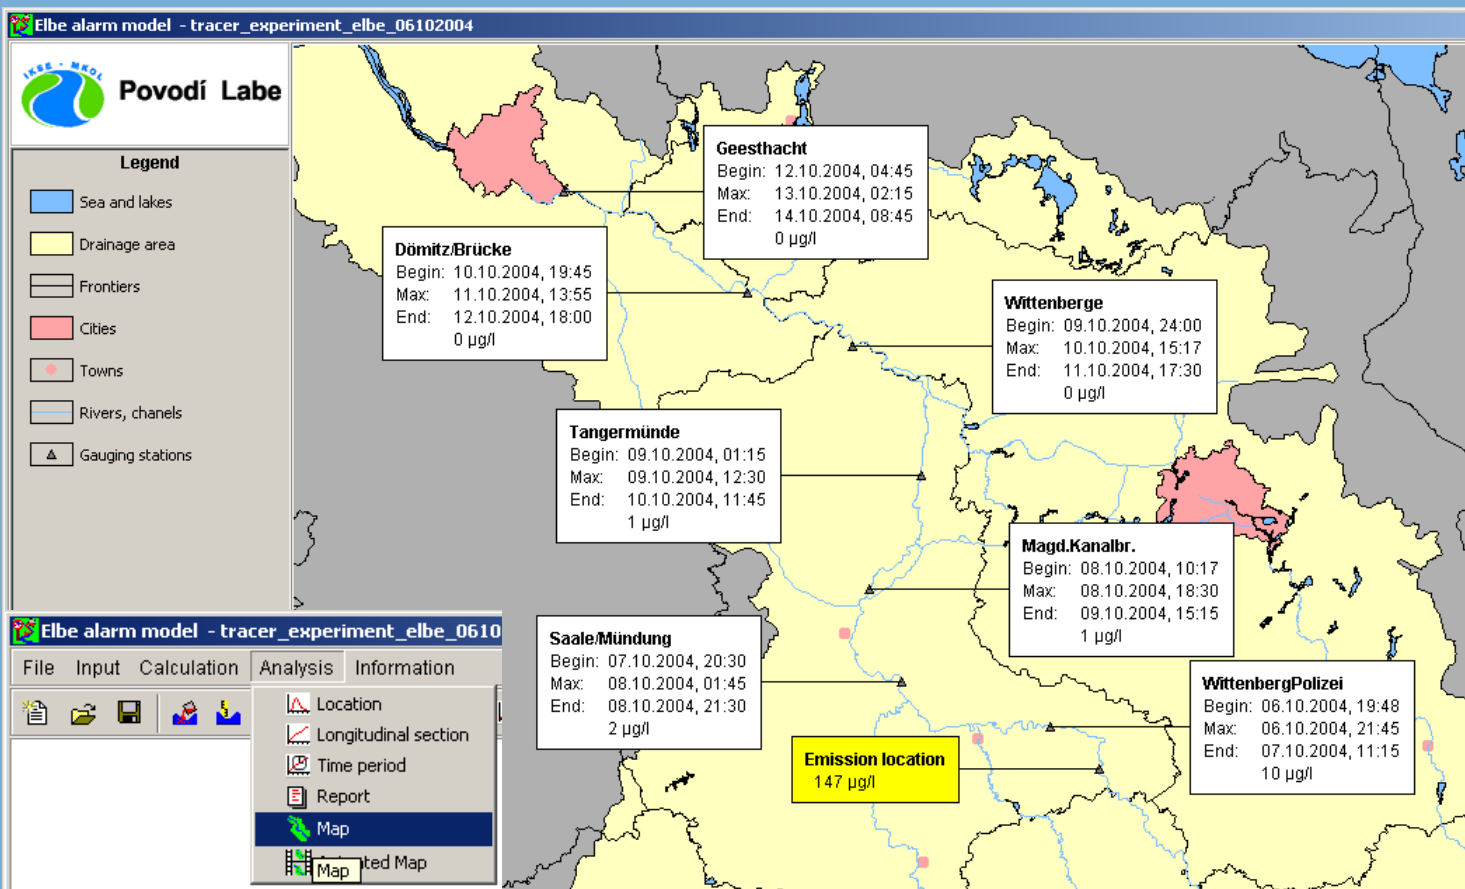 Elbe alarm model - tracer_experiment_elbe_06102004
IKSE - MKOL
Povodí Labe
Legend
Sea and lakes
Drainage area
Frontiers
Cities
Towns
Rivers, chanels
Gauging stations
Geesthacht
Begin: 12.10.2004, 04:45
Max: 13.10.2004, 02:15
End: 14.10.2004, 08:45
0 µg/l
Dömitz/Brücke
Begin: 10.10.2004, 19:45
Max: 11.10.2004, 13:55
End: 12.10.2004, 18:00
0 µg/l
Wittenberge
Begin: 09.10.2004, 24:00
Max: 10.10.2004, 15:17
End: 11.10.2004, 17:30
0 µg/l
Tangermünde
Begin: 09.10.2004, 01:15
Max: 09.10.2004, 12:30
End: 10.10.2004, 11:45
1 µg/l
Magd.Kanalbr.
Begin: 08.10.2004, 10:17
Max: 08.10.2004, 18:30
End: 09.10.2004, 15:15
1 µg/l
Saale/Mündung
Begin: 07.10.2004, 20:30
Max: 08.10.2004, 01:45
End: 08.10.2004, 21:30
2 µg/l
WittenbergPolizei
Begin: 06.10.2004, 19:48
Max: 06.10.2004, 21:45
End: 07.10.2004, 11:15
10 µg/l
Emission location
147 µg/l
Elbe alarm model - tracer_experiment_elbe_0610
File Input Calculation Analysis Information
Location
Longitudinal section
Time period
Report
Map
Map